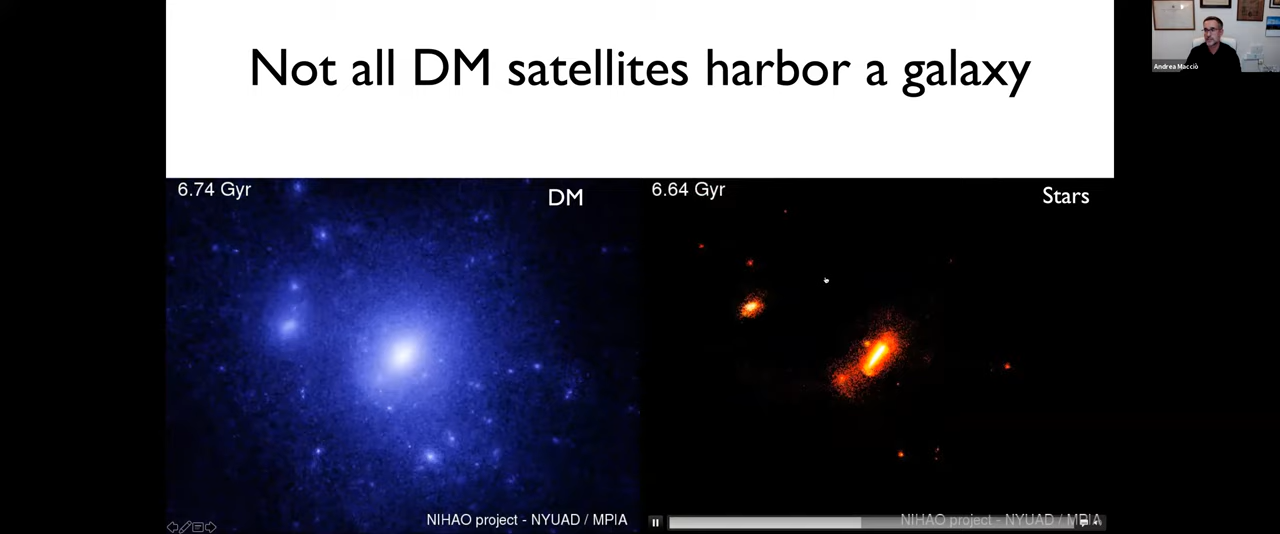 Not all DM satellites harbor a galaxy
Andrea Macciò
6.74 Gyr
DM
6.64 Gyr
Stars
NIHAO project - NYUAD / MPIA
NIHAO project - NYUAD / MPIA